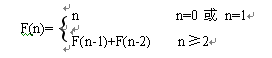 n n=0 或 n=1
F(n)=
F(n-1)+F(n-2) n≥2